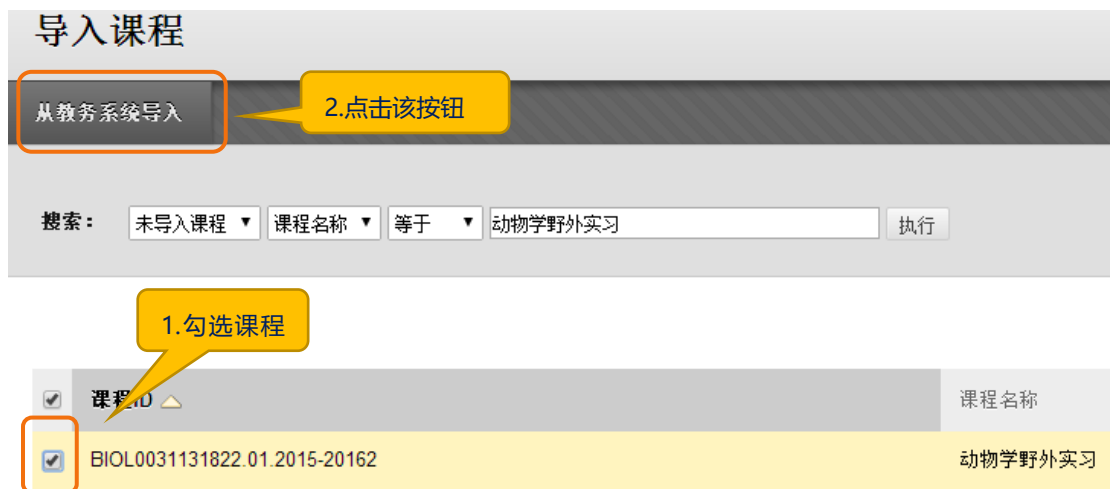 导入课程
从教务系统导入
2.点击该按钮
搜索： 未导入课程 课程名称 等于 动物学野外实习 执行
1.勾选课程
课程ID 课程名称
BIOL0031131822.01.2015-20162 动物学野外实习